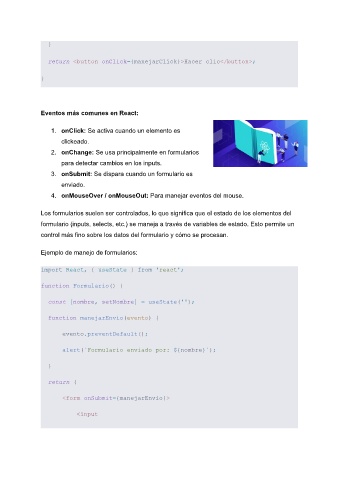 }
return <button onClick={manejarClick}>Hacer clic</button>;
}
Eventos más comunes en React:
1. onClick: Se activa cuando un elemento es
clickeado.
2. onChange: Se usa principalmente en formularios
para detectar cambios en los inputs.
3. onSubmit: Se dispara cuando un formulario es
enviado.
4. onMouseOver / onMouseOut: Para manejar eventos del mouse.
Los formularios suelen ser controlados, lo que significa que el estado de los elementos del
formulario (inputs, selects, etc.) se maneja a través de variables de estado. Esto permite un
control más fino sobre los datos del formulario y cómo se procesan.
Ejemplo de manejo de formularios:
import React, { useState } from 'react';
function Formulario() {
const [nombre, setNombre] = useState('');
function manejarEnvio(evento) {
evento.preventDefault();
alert(`Formulario enviado por: ${nombre}`);
}
return (
<form onSubmit={manejarEnvio}>
<input